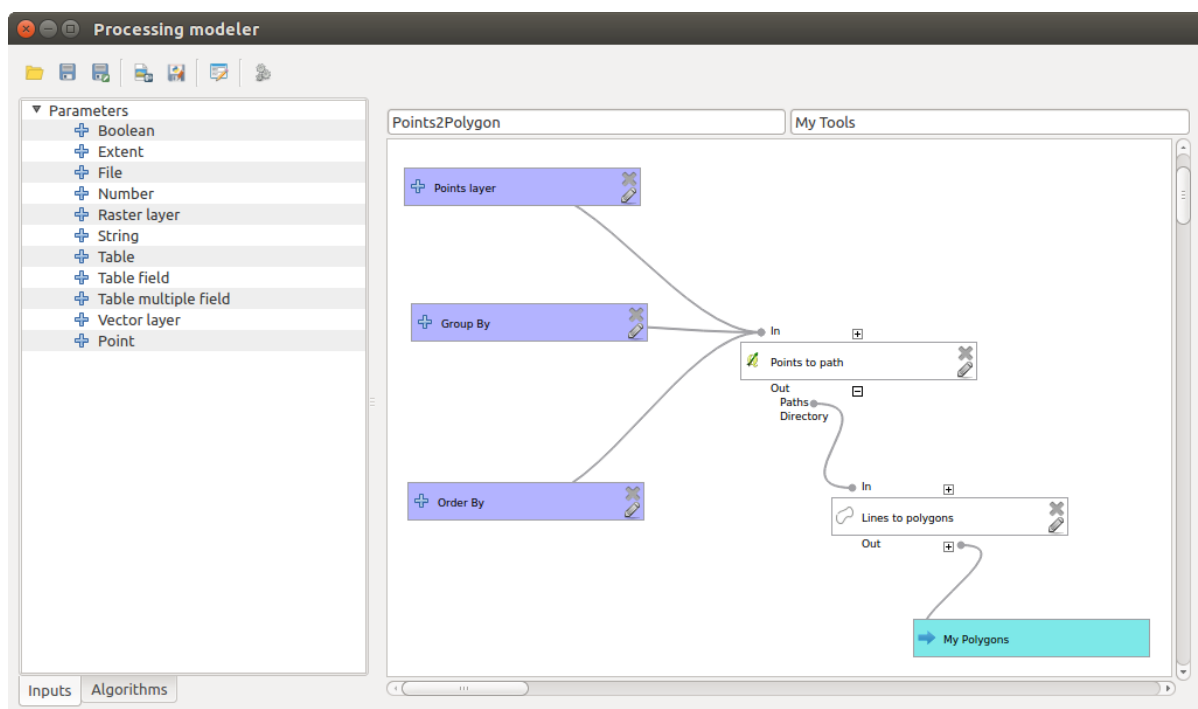 Processing modeler
Parameters
Boolean
Extent
File
Number
Raster layer
String
Table
Table field
Table multiple field
Vector layer
Point
Inputs
Algorithms
Points2Polygon
My Tools
Points layer
Group By
Order By
In
Points to path
Out
Paths
Directory
In
Lines to polygons
Out
My Polygons